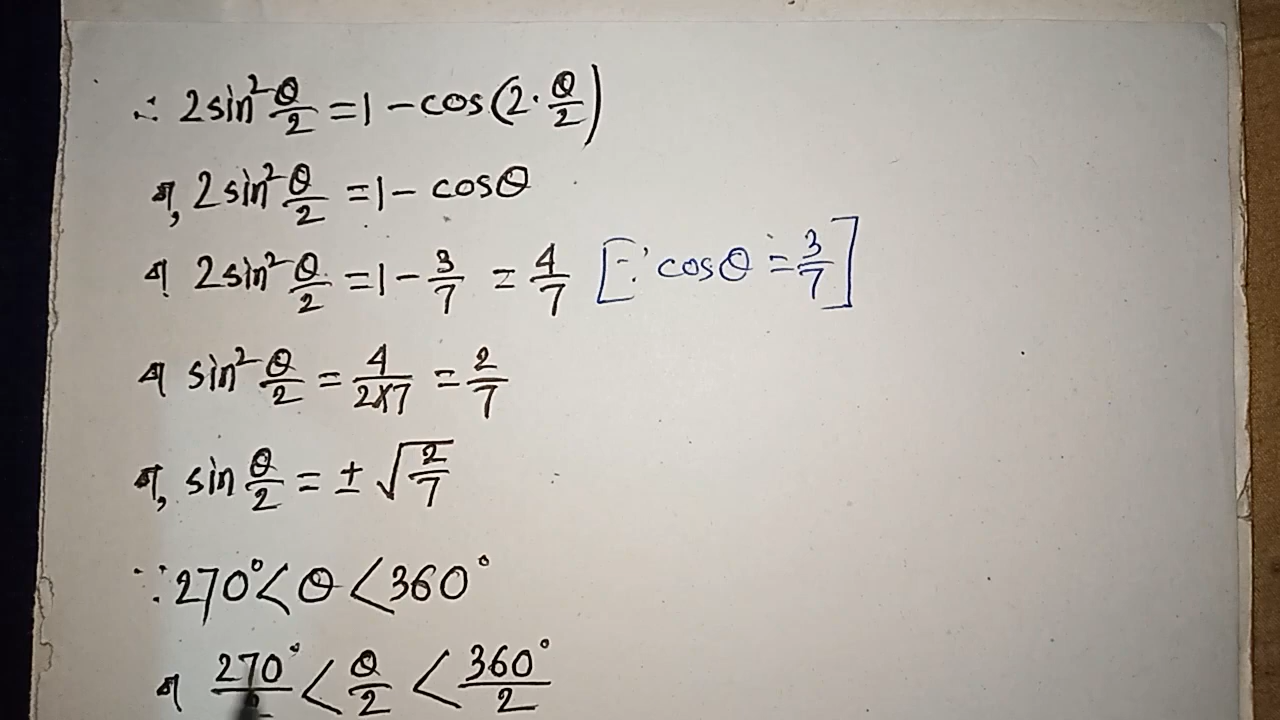 ∴ 2sin²θ/2 = 1 - cos(2·θ/2)
বা, 2sin²θ/2 = 1 - cosθ
বা 2sin²θ/2 = 1 - 3/7 = 4/7 [∵ cosθ = 3/7]
বা sin²θ/2 = 4/2×7 = 2/7
বা, sin θ/2 = ± √2/7
∵ 270° < θ < 360°
বা 270°/2 < θ/2 < 360°/2